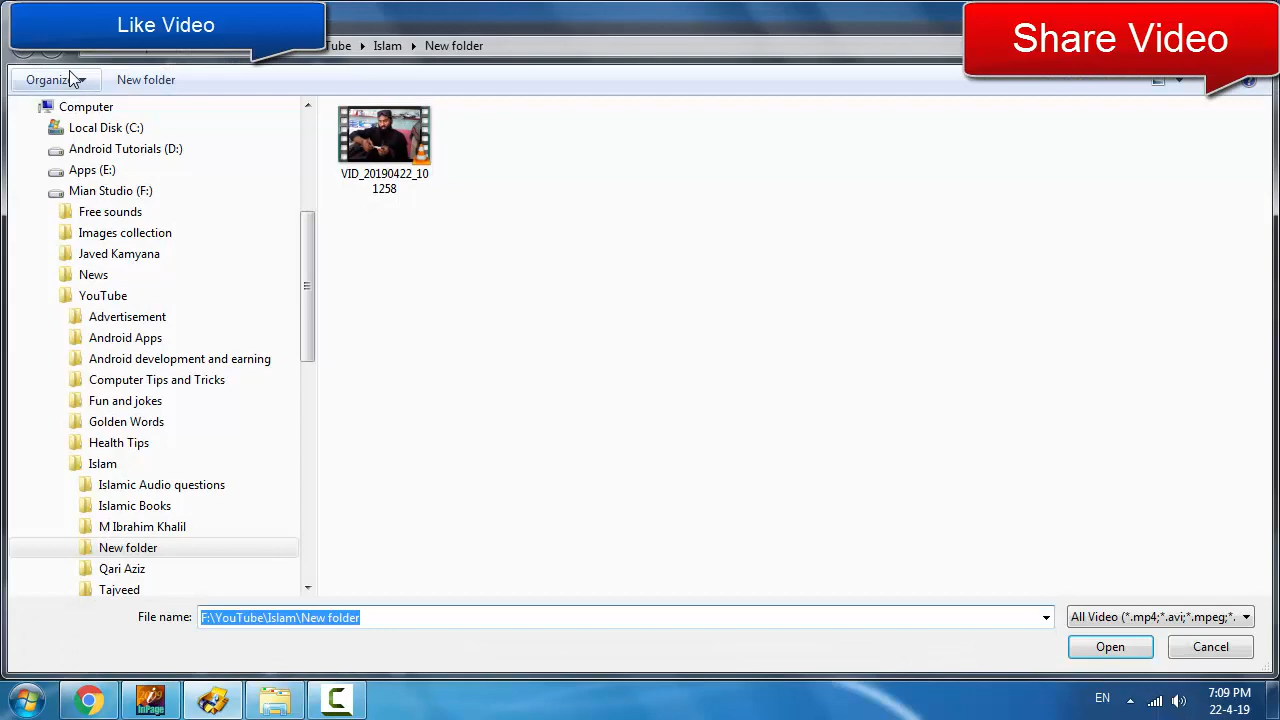 Like Video
Share Video
Tube Islam New folder
New folder
Computer
Local Disk (C:)
Android Tutorials (D:)
Apps (E:)
Mian Studio (F:)
Free sounds
Images collection
Javed Kamyana
News
YouTube
Advertisement
Android Apps
Android development and earning
Computer Tips and Tricks
Fun and jokes
Golden Words
Health Tips
Islam
Islamic Audio questions
Islamic Books
M Ibrahim Khalil
New folder
Qari Aziz
Tajveed
VID_20190422_10
1258
File name: F:\YouTube\Islam\New folder
All Video (*.mp4;*.avi;*.mpeg;*.
Open Cancel
InPage
EN
7:09 PM
22-4-19